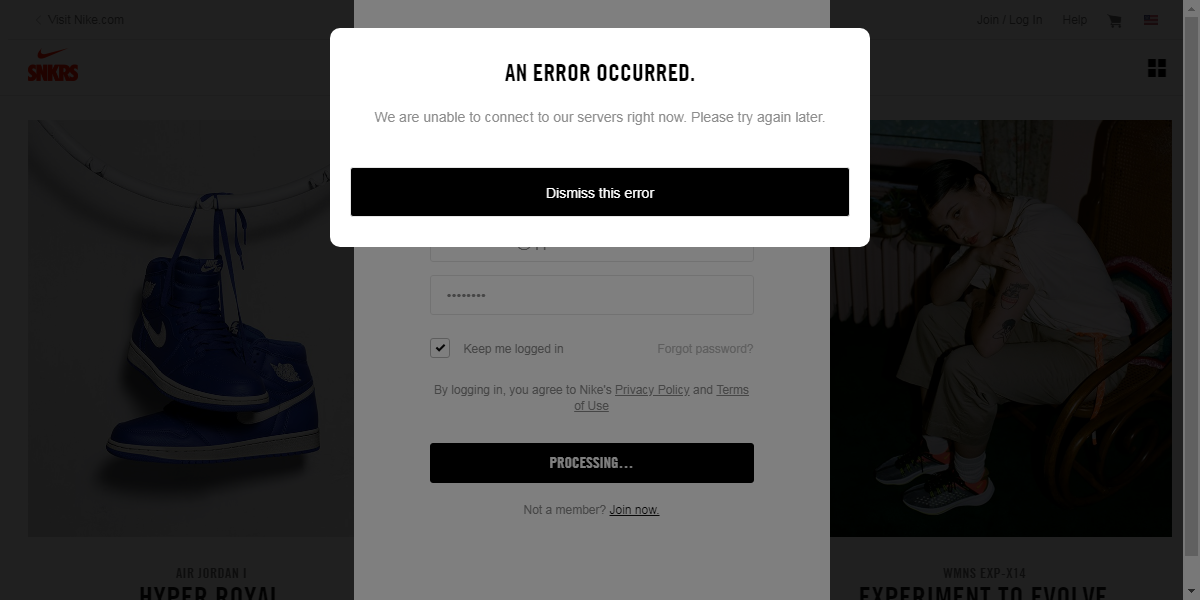 Visit Nike.com
Join / Log In
Help
SNKRS
AN ERROR OCCURRED.
We are unable to connect to our servers right now. Please try again later.
Dismiss this error
••••••••
Keep me logged in
Forgot password?
By logging in, you agree to Nike's Privacy Policy and Terms
of Use
PROCESSING...
Not a member? Join now.
AIR JORDAN I
HYPER ROYAL
WMNS EXP-X14
EXPERIMENT TO EVOLVE